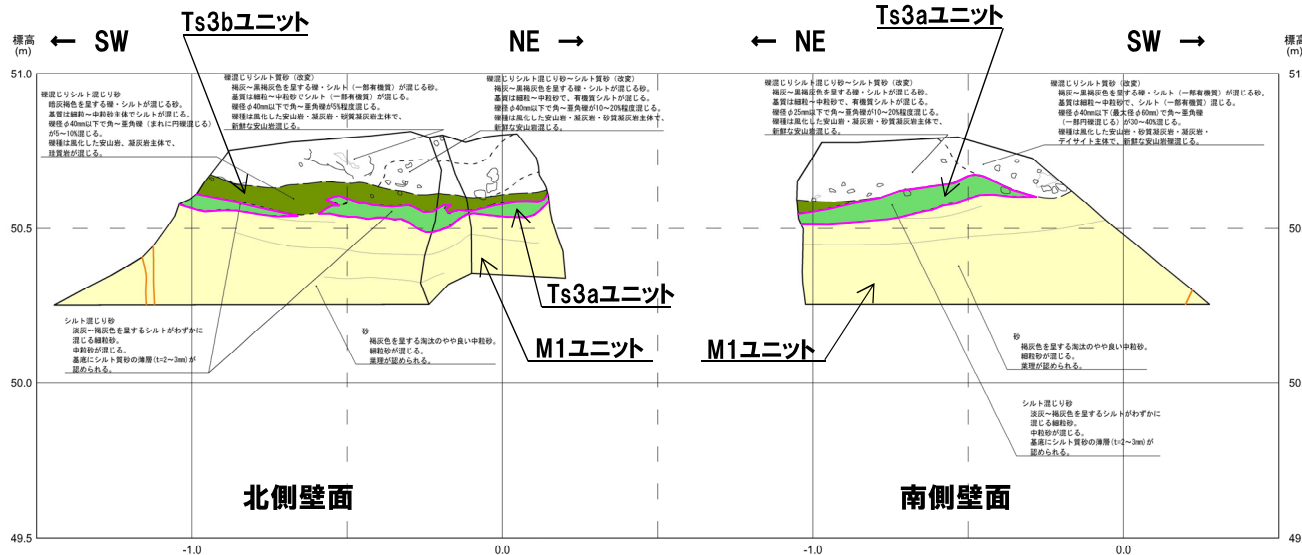 Ts3bユニット
Ts3aユニット
標高
(m)
← SW
NE →
← NE
SW →
標高
(m)
51.0
51
礫混じりシルト混じり砂
暗灰褐色を呈する礫・シルトが混じる砂。
基質は細粒～中粒砂主体でシルトが混じる。
礫径φ40mm以下で角～亜角礫（まれに円礫混じる）
が5～10%混じる。
礫種は風化した安山岩、凝灰岩主体で、
珪質岩が混じる。
礫混じりシルト質砂（改変）
褐灰～黒褐灰色を呈する礫・シルト（一部有機質）が混じる砂。
基質は細粒～中粒砂でシルト（一部有機質）が混じる。
礫径φ40mm以下で角～亜角礫が5%程度混じる。
礫種は風化した安山岩・凝灰岩・砂質凝灰岩主体で、
新鮮な安山岩混じる。
礫混じりシルト混じり砂～シルト質砂（改変）
褐灰～黒褐灰色を呈する礫・シルトが混じる砂。
基質は細粒～中粒砂で、有機質シルトが混じる。
礫径φ40mm以下で角～亜角礫が10～20%程度混じる。
礫種は風化した安山岩・凝灰岩・砂質凝灰岩主体で、
新鮮な安山岩混じる。
礫混じりシルト混じり砂～シルト質砂（改変）
褐灰～黒褐灰色を呈する礫・シルトが混じる砂。
基質は細粒～中粒砂で、有機質シルトが混じる。
礫径φ25mm以下で角～亜角礫が10～20%程度混じる。
礫種は風化した安山岩・凝灰岩・砂質凝灰岩主体で、
新鮮な安山岩混じる。
礫混じりシルト質砂（改変）
褐灰～黒褐灰色を呈する礫・シルト（一部有機質）が混じる砂。
基質は細粒～中粒砂で、シルト（一部有機質）混じる。
礫径φ40mm以下(最大径φ60mm)で角～亜角礫
（一部円礫混じる）が30～40%混じる。
礫種は風化した安山岩・砂質凝灰岩・凝灰岩・
デイサイト主体で、新鮮な安山岩礫混じる。
50.5
50
Ts3aユニット
M1ユニット
M1ユニット
シルト混じり砂
淡灰～褐灰色を呈するシルトがわずかに
混じる細粒砂。
中粒砂が混じる。
基底にシルト質砂の薄層(t=2～3mm)が
認められる。
砂
褐灰色を呈する淘汰のやや良い中粒砂。
細粒砂が混じる。
葉理が認められる。
砂
褐灰色を呈する淘汰のやや良い中粒砂。
細粒砂が混じる。
葉理が認められる。
50.0
50
シルト混じり砂
淡灰～褐灰色を呈するシルトがわずかに
混じる細粒砂。
中粒砂が混じる。
基底にシルト質砂の薄層(t=2～3mm)が
認められる。
北側壁面
南側壁面
49.5
49
-1.0
0.0
-1.0
0.0